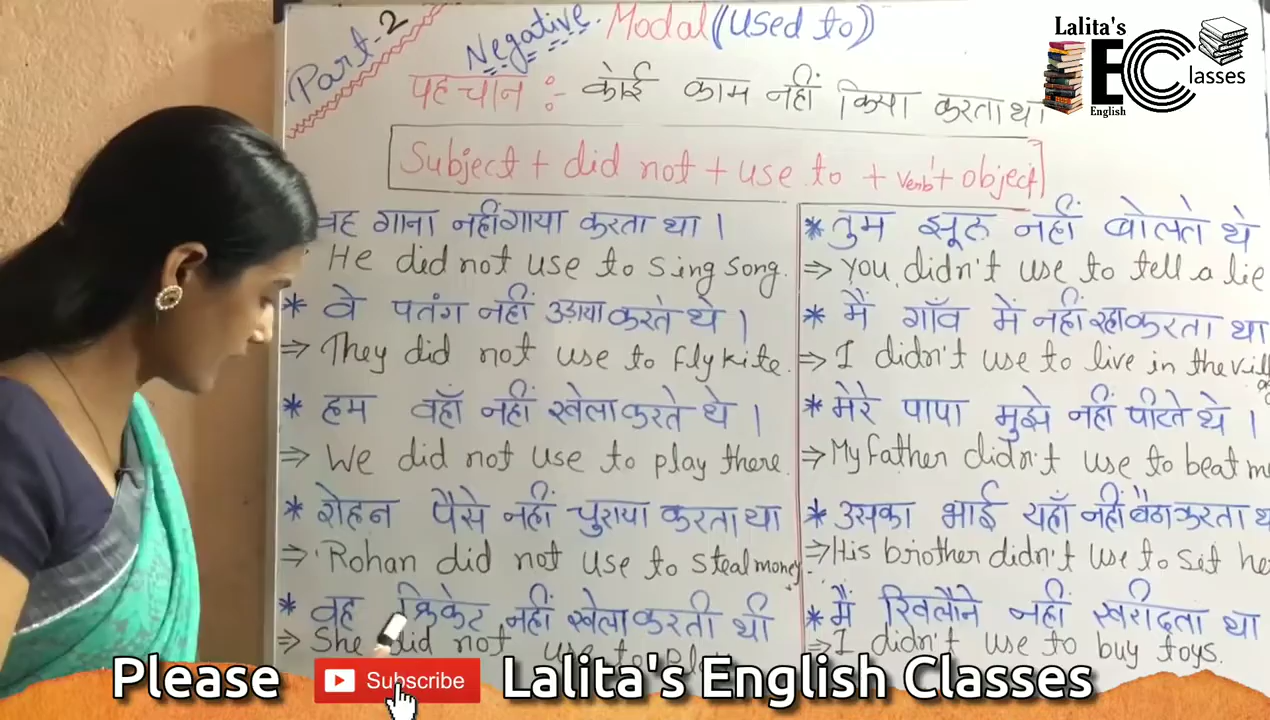 Part-2
Negative. Modal (used to)
Lalita's
EC Classes
English
पहचान :- कोई काम नहीं किया करता था
Subject + did not + use to + verb¹ + object
वह गाना नहीं गाया करता था।
He did not use to sing song.
* वे पतंग नहीं उड़ाया करते थे।
⇒ They did not use to fly kite.
* हम वहाँ नहीं खेला करते थे।
⇒ We did not use to play there.
* रोहन पैसे नहीं चुराया करता था
⇒ Rohan did not use to steal money
* वह क्रिकेट नहीं खेला करती थी
⇒ She did not use to play
* तुम झूठ नहीं बोलते थे
⇒ You didn't use to tell a lie
* मैं गाँव में नहीं रहा करता था
⇒ I didn't use to live in the vill
* मेरे पापा मुझे नहीं पीटते थे।
⇒ My father didn't use to beat me
* उसका भाई यहाँ नहीं बैठा करता
⇒ His brother didn't use to sit he
* मैं खिलौने नहीं खरीदता था
⇒ I didn't use to buy toys.
Please Subscribe Lalita's English Classes